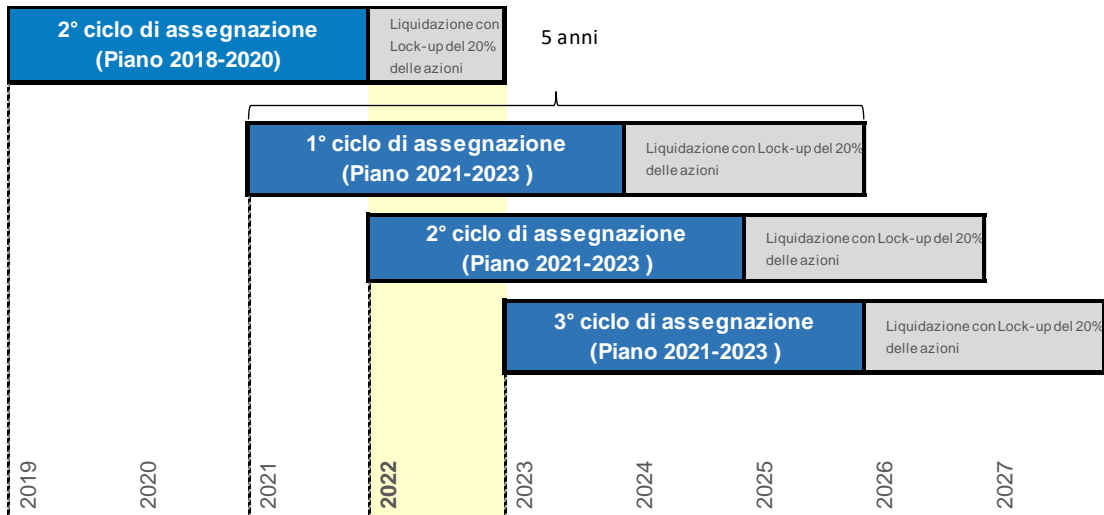 2° ciclo di assegnazione
(Piano 2018-2020)
Liquidazione con
Lock-up del 20%
delle azioni
5 anni
1° ciclo di assegnazione
(Piano 2021-2023 )
Liquidazione con Lock-up del 20%
delle azioni
2° ciclo di assegnazione
(Piano 2021-2023 )
Liquidazione con Lock-up del 20%
delle azioni
3° ciclo di assegnazione
(Piano 2021-2023 )
Liquidazione con Lock-up del 20%
delle azioni
2019
2020
2021
2022
2023
2024
2025
2026
2027